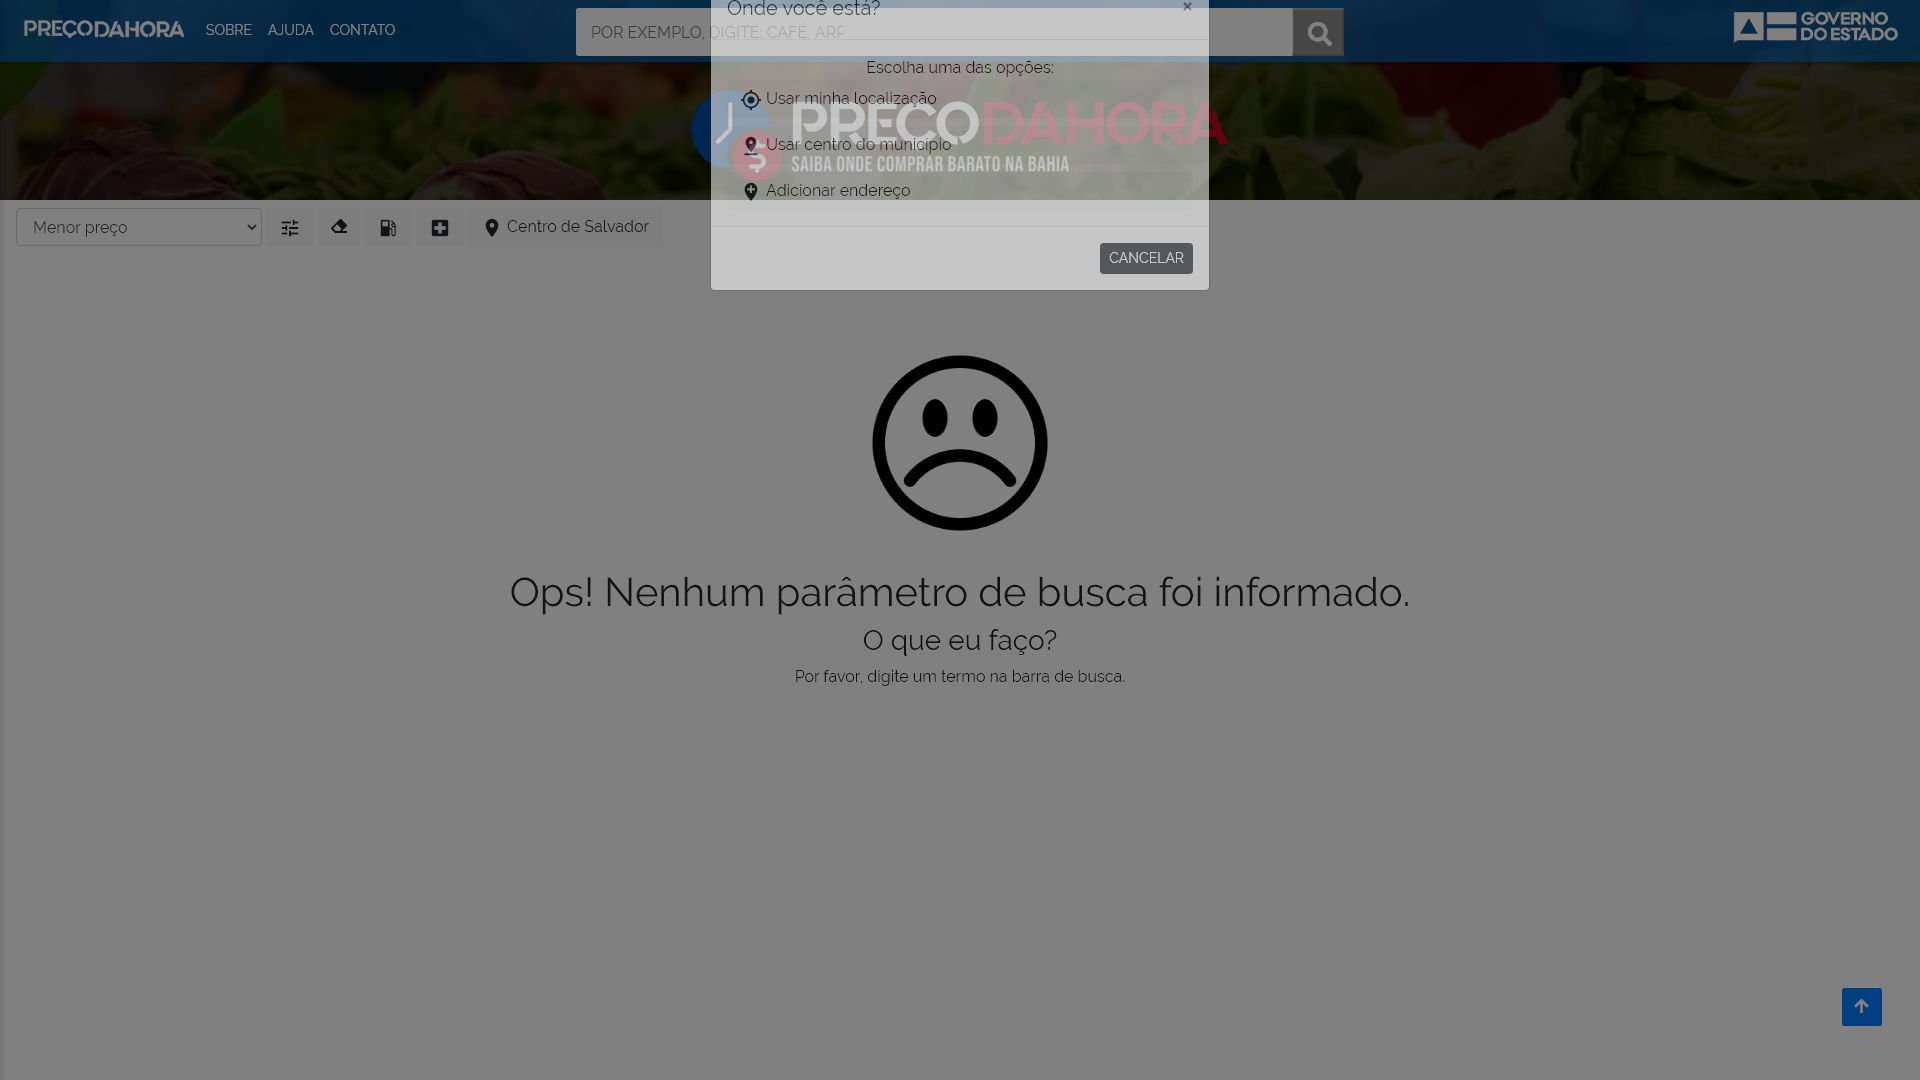 PREÇODAHORA SOBRE AJUDA CONTATO
POR EXEMPLO, DIGITE: CAFÉ, ARR
GOVERNO
DO ESTADO
Onde você está? ×
Escolha uma das opções:
Usar minha localização
Usar centro do município
Adicionar endereço
CANCELAR
PREÇODAHORA
SAIBA ONDE COMPRAR BARATO NA BAHIA
Menor preço Centro de Salvador
Ops! Nenhum parâmetro de busca foi informado.
O que eu faço?
Por favor, digite um termo na barra de busca.